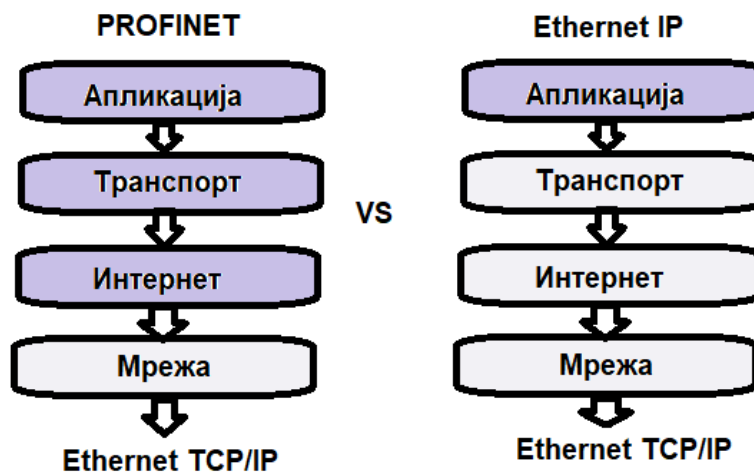 PROFINET
Апликација
Транспорт
Интернет
Мрежа
Ethernet TCP/IP
VS
Ethernet IP
Апликација
Транспорт
Интернет
Мрежа
Ethernet TCP/IP